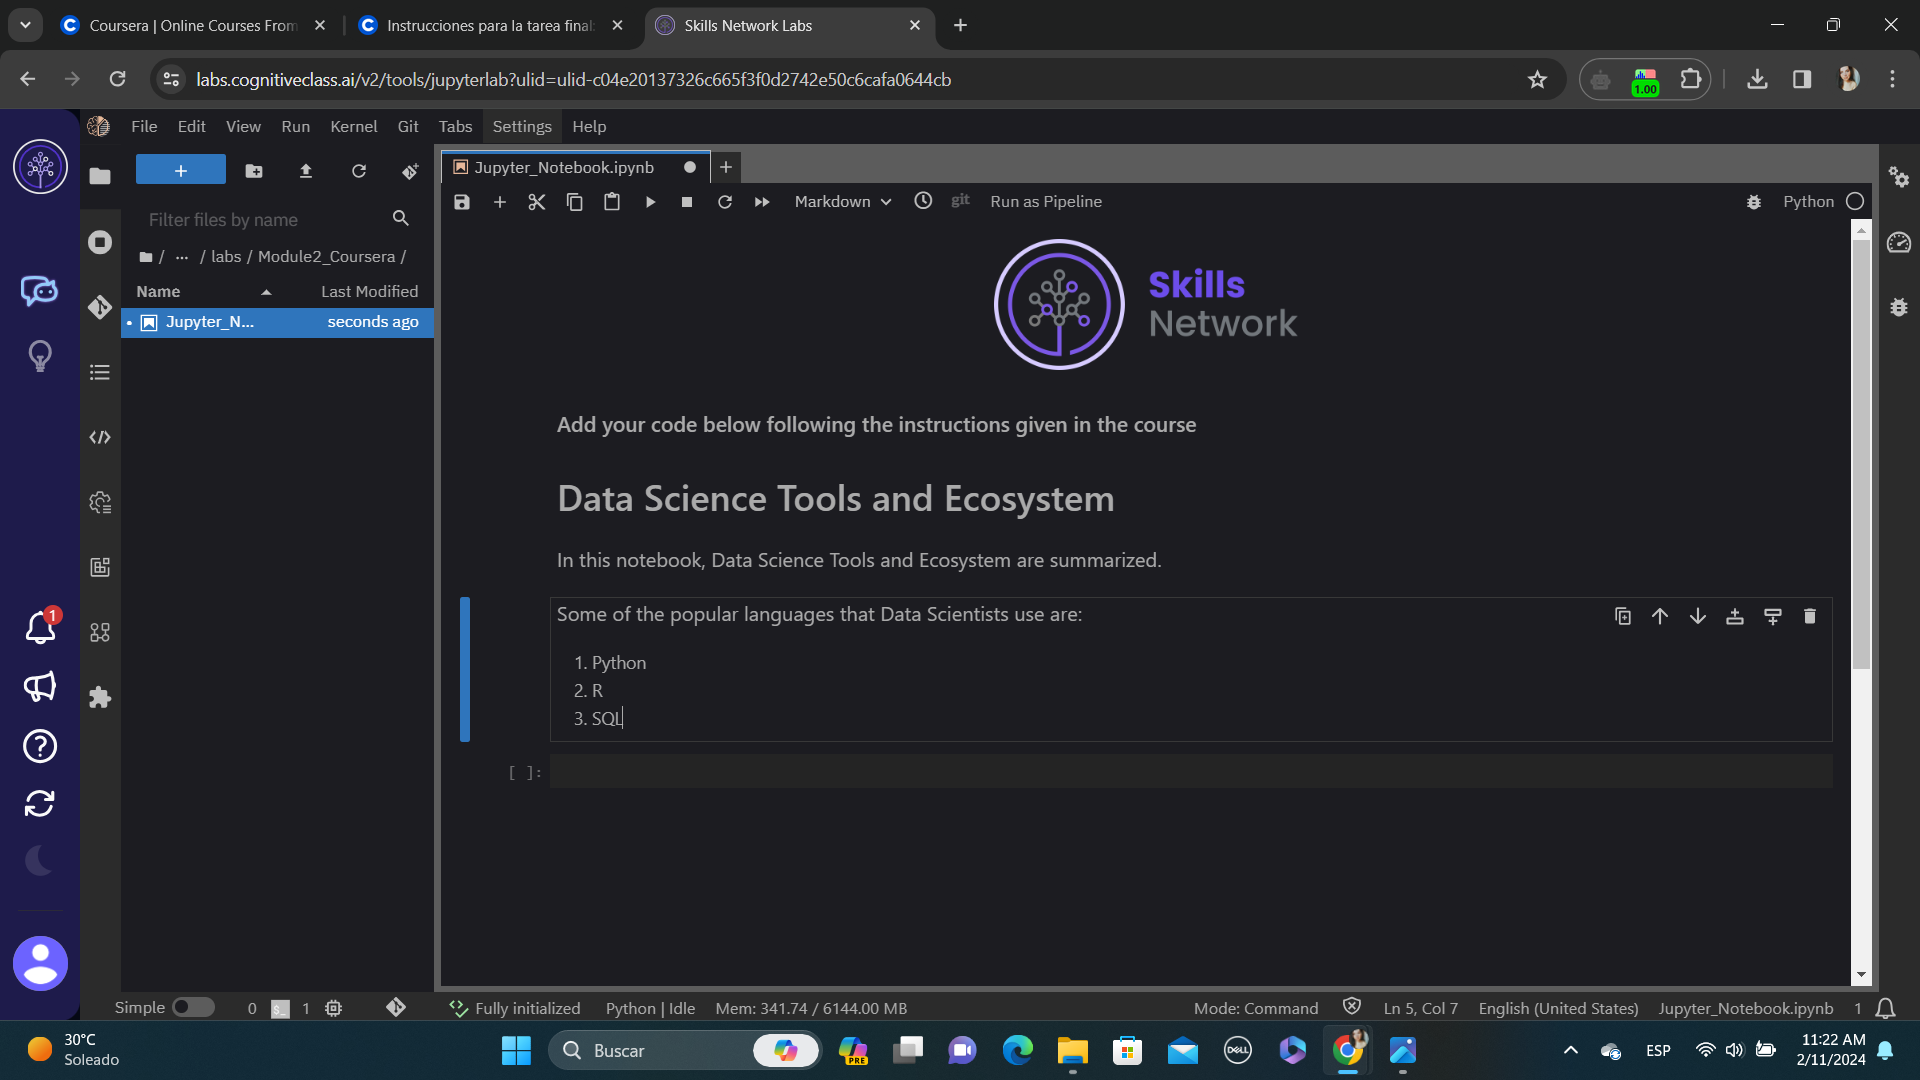 Coursera | Online Courses From
Instrucciones para la tarea final:
Skills Network Labs
labs.cognitiveclass.ai/v2/tools/jupyterlab?ulid=ulid-c04e20137326c665f3f0d2742e50c6cafa0644cb
1.00
File Edit View Run Kernel Git Tabs Settings Help
Filter files by name
/ ... / labs / Module2_Coursera /
Name Last Modified
Jupyter_N... seconds ago
Jupyter_Notebook.ipynb
Markdown git Run as Pipeline Python
Skills
Network
Add your code below following the instructions given in the course
Data Science Tools and Ecosystem
In this notebook, Data Science Tools and Ecosystem are summarized.
Some of the popular languages that Data Scientists use are:
1. Python
2. R
3. SQL
[ ]:
1
Simple 0 $_ 1 Fully initialized Python | Idle Mem: 341.74 / 6144.00 MB Mode: Command Ln 5, Col 7 English (United States) Jupyter_Notebook.ipynb 1
30°C
Soleado
Buscar
PRE
DELL
ESP
11:22 AM
2/11/2024